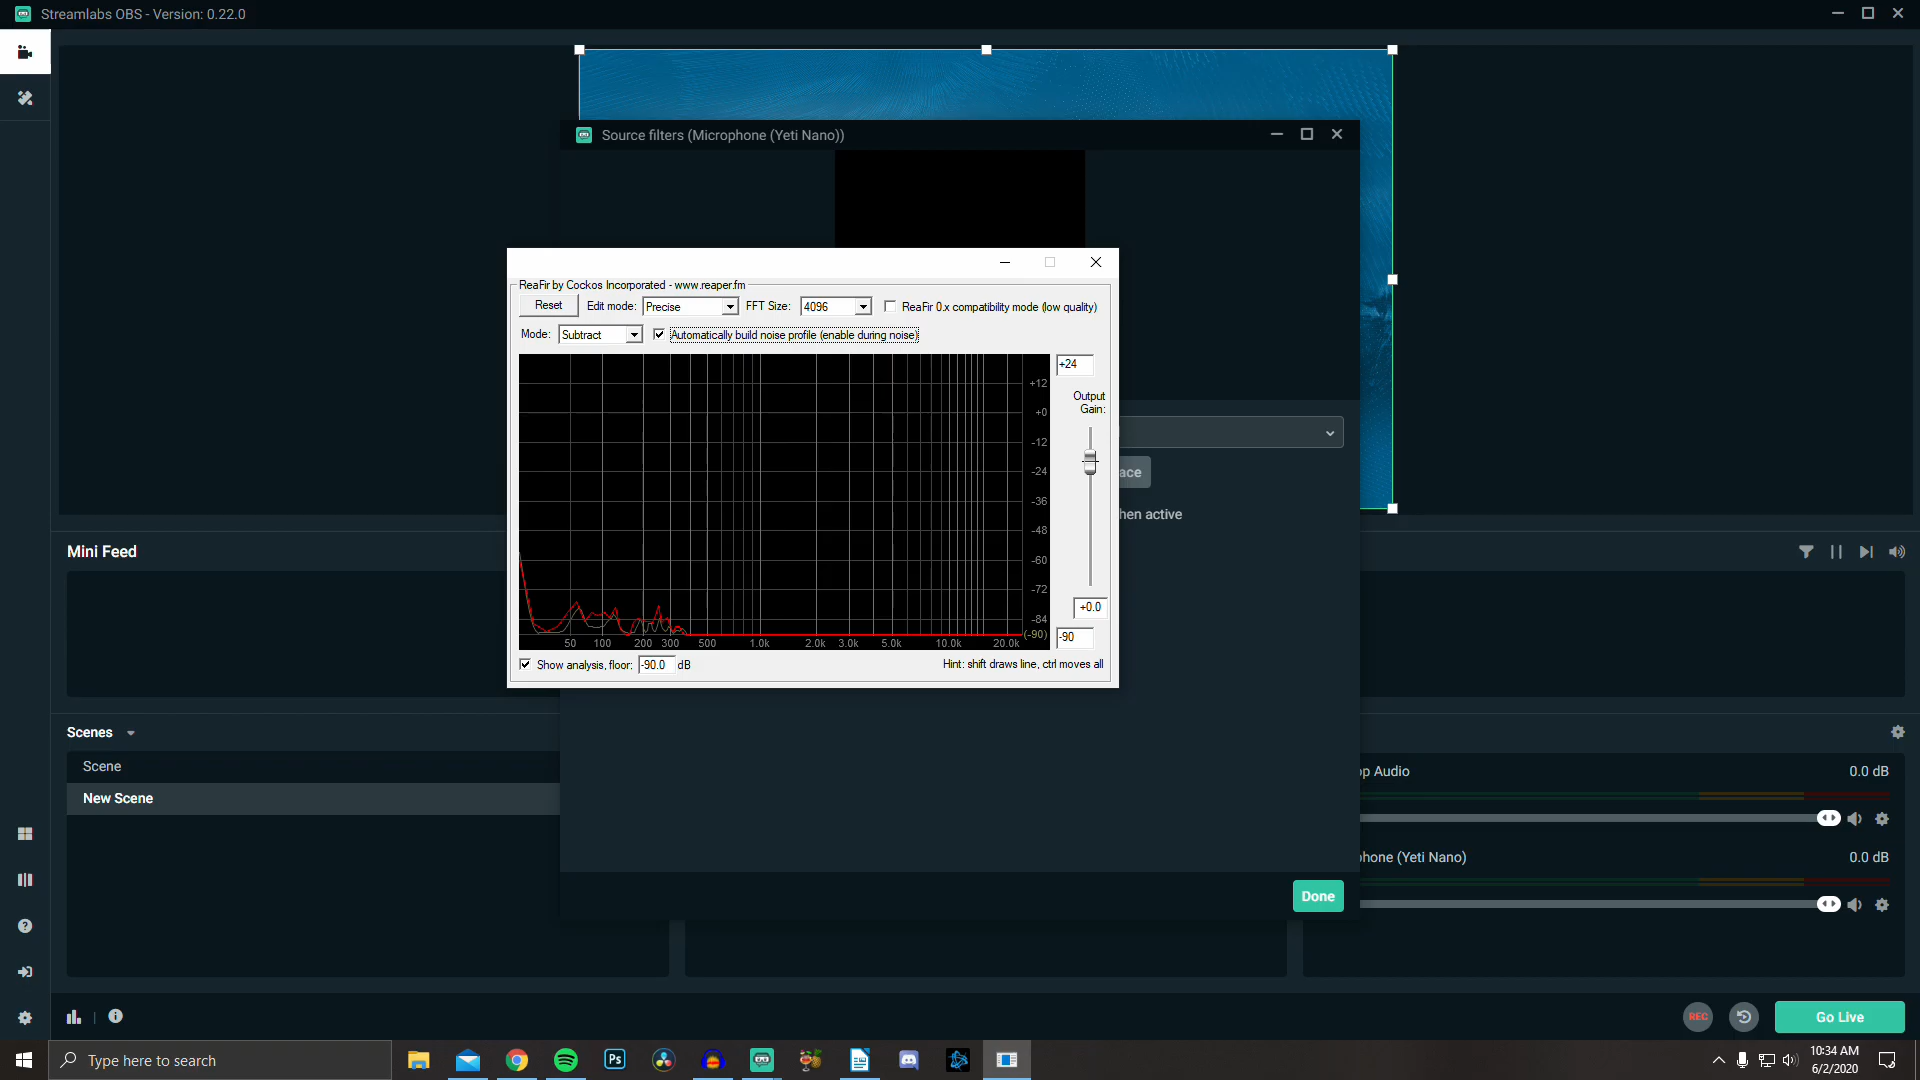 Streamlabs OBS - Version: 0.22.0
Source filters (Microphone (Yeti Nano))
ReaFir by Cockos Incorporated - www.reaper.fm
Reset Edit mode: Precise FFT Size: 4096 ReaFir 0.x compatibility mode (low quality)
Mode: Subtract Automatically build noise profile (enable during noise)
+24
+12
Output
Gain:
+0
-12
-24
-36
-48
-60
-72
-84
(-90)
+0.0
-90
50 100 200 300 500 1.0k 2.0k 3.0k 5.0k 10.0k 20.0k
Show analysis, floor: -90.0 dB Hint: shift draws line, ctrl moves all
ace
hen active
Mini Feed
Scenes
Scene
New Scene
op Audio 0.0 dB
phone (Yeti Nano) 0.0 dB
Done
REC
Go Live
Type here to search
Ps
10:34 AM
6/2/2020